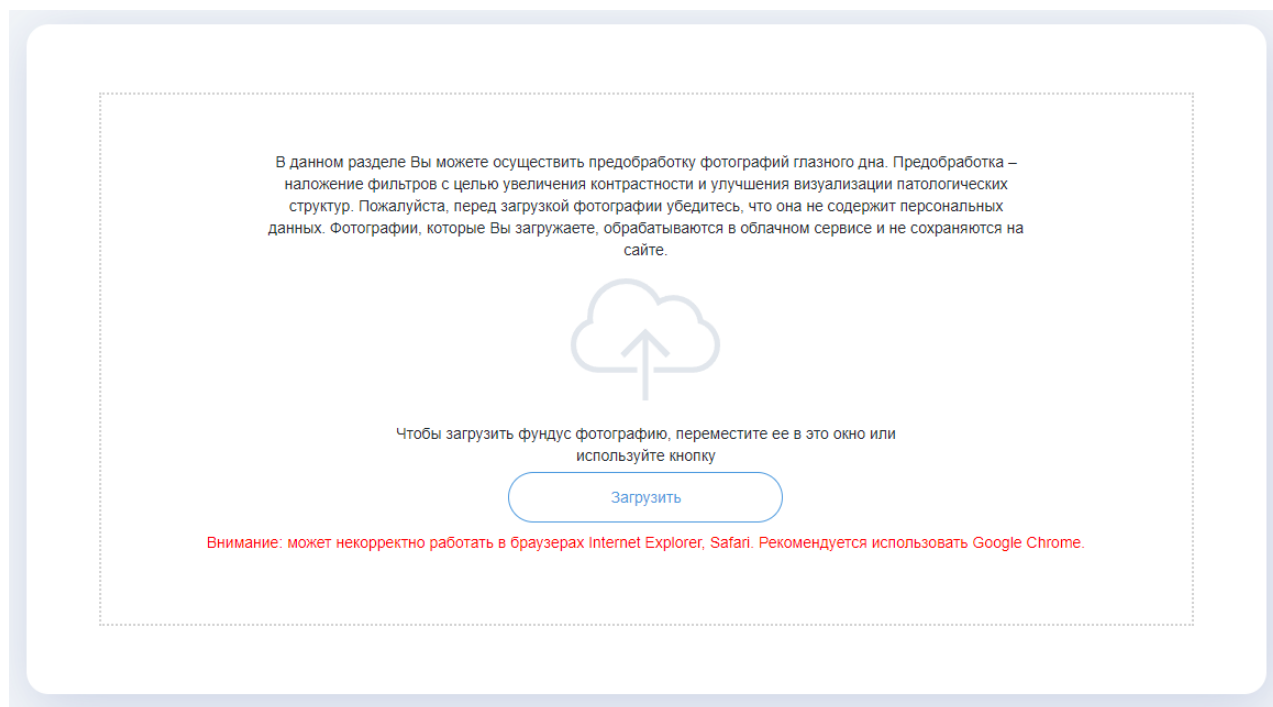 В данном разделе Вы можете осуществить предобработку фотографий глазного дна. Предобработка –
наложение фильтров с целью увеличения контрастности и улучшения визуализации патологических
структур. Пожалуйста, перед загрузкой фотографии убедитесь, что она не содержит персональных
данных. Фотографии, которые Вы загружаете, обрабатываются в облачном сервисе и не сохраняются на
сайте.
Чтобы загрузить фундус фотографию, переместите ее в это окно или
используйте кнопку
Загрузить
Внимание: может некорректно работать в браузерах Internet Explorer, Safari. Рекомендуется использовать Google Chrome.